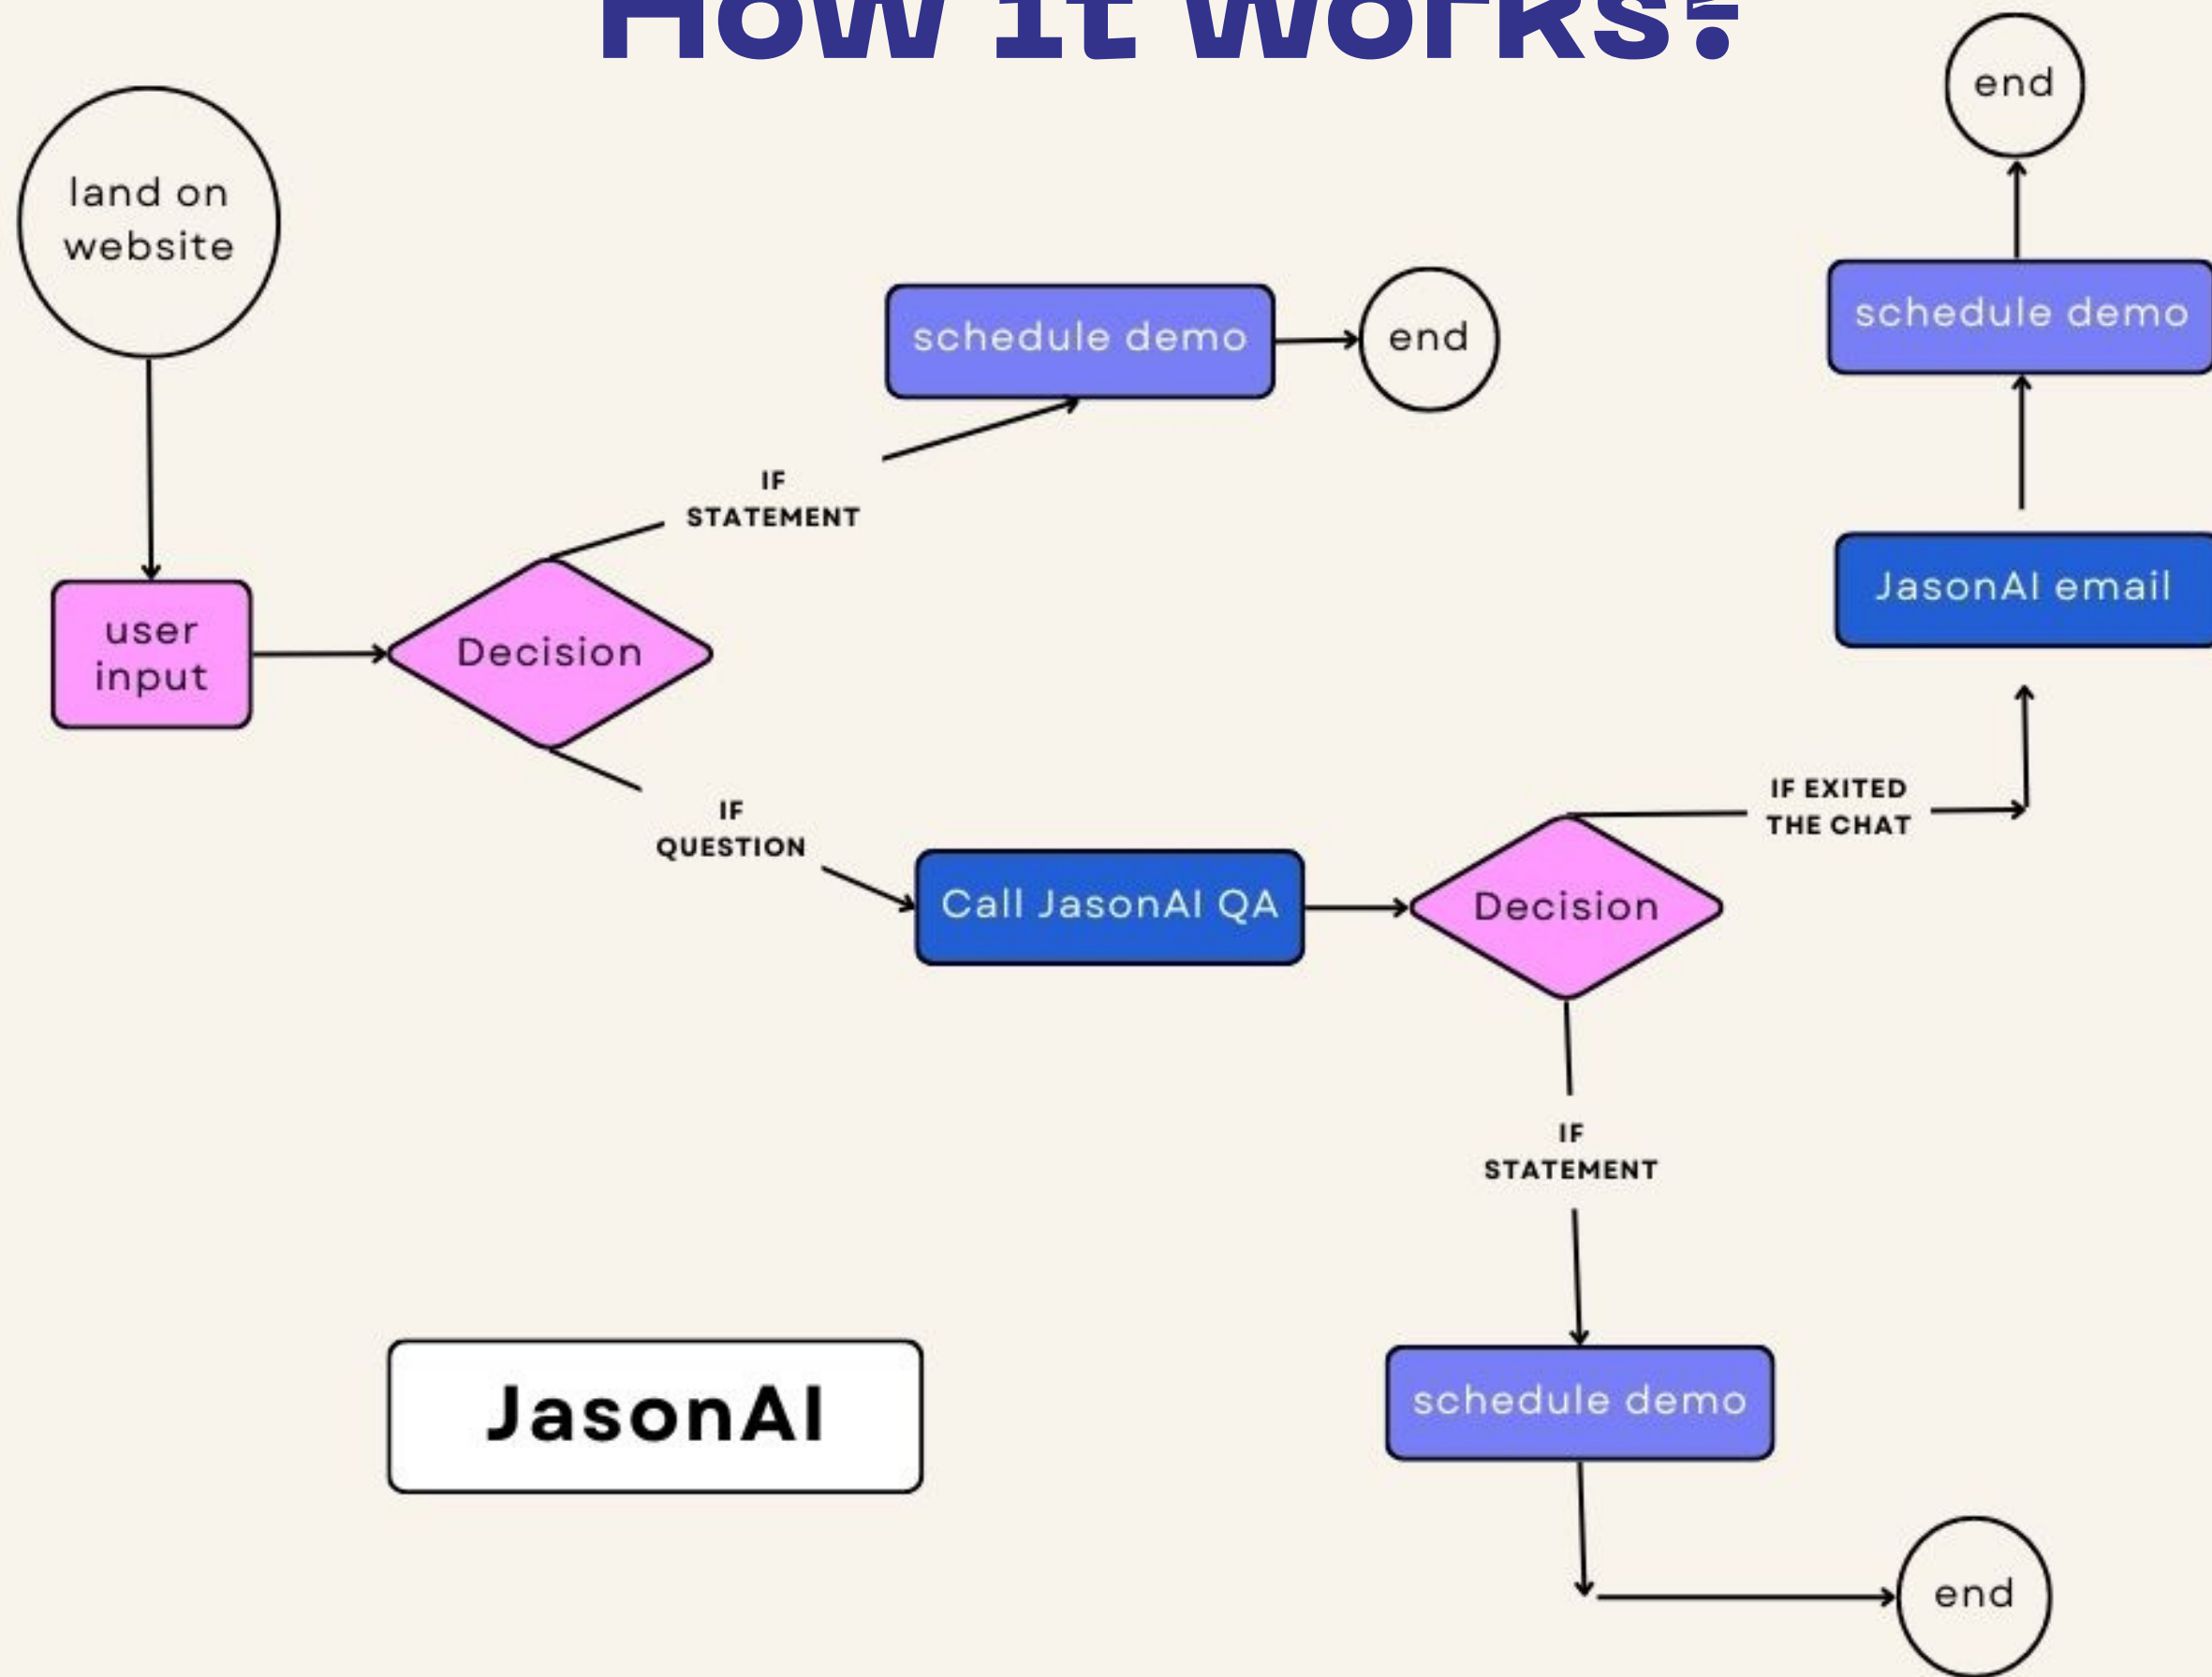 How it works?
end
land on
website
schedule demo
end
schedule demo
IF
STATEMENT
user
input
Decision
JasonAI email
IF
QUESTION
IF EXITED
THE CHAT
Call JasonAI QA
Decision
IF
STATEMENT
JasonAI
schedule demo
end